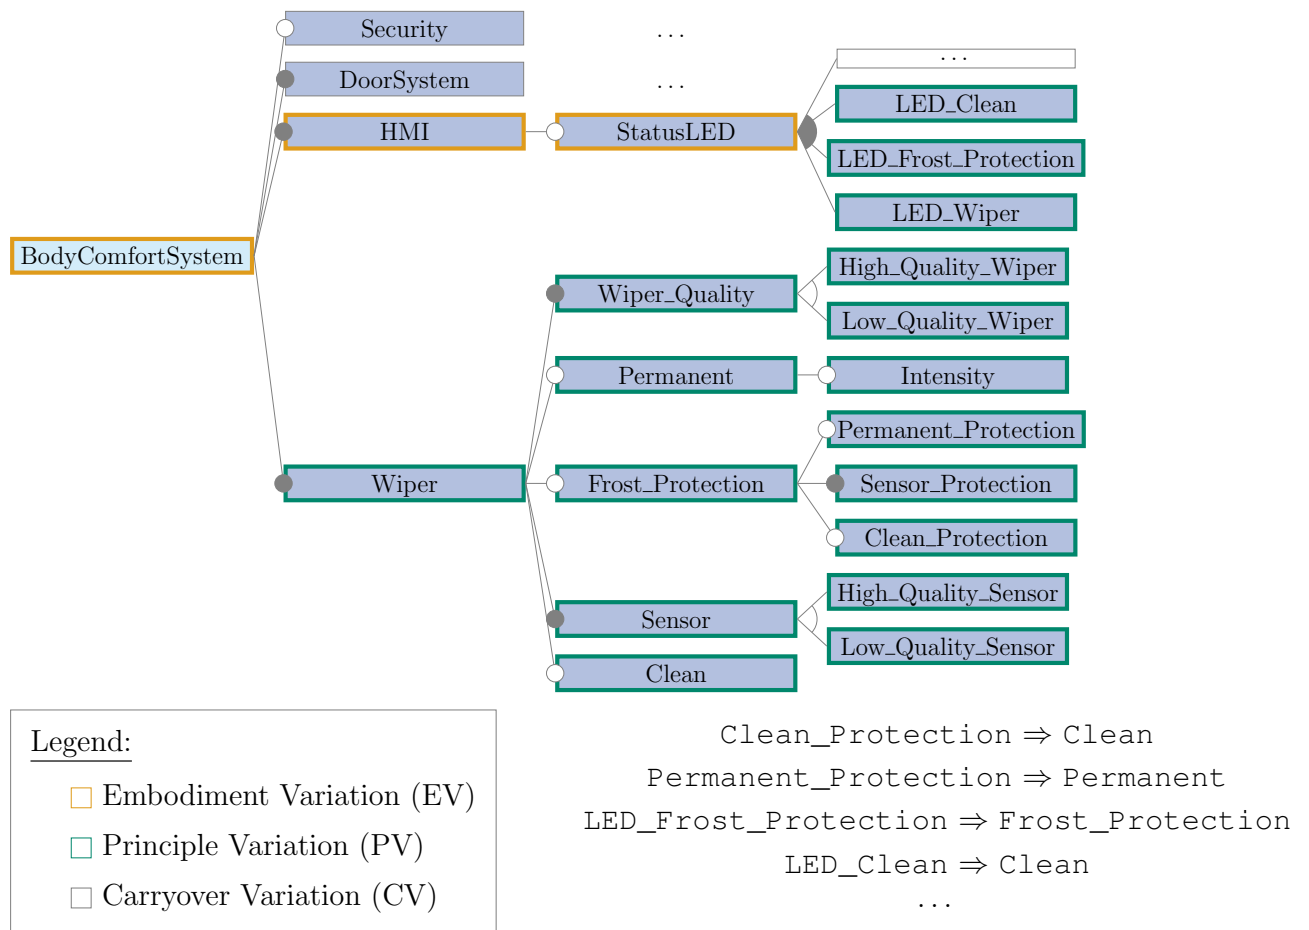 Security
...
DoorSystem
...
HMI
StatusLED
...
LED_Clean
LED_Frost_Protection
LED_Wiper
BodyComfortSystem
Wiper_Quality
High_Quality_Wiper
Low_Quality_Wiper
Permanent
Intensity
Wiper
Frost_Protection
Permanent_Protection
Sensor_Protection
Clean_Protection
Sensor
High_Quality_Sensor
Low_Quality_Sensor
Clean
Legend:
Embodiment Variation (EV)
Principle Variation (PV)
Carryover Variation (CV)
Clean_Protection ⇒ Clean
Permanent_Protection ⇒ Permanent
LED_Frost_Protection ⇒ Frost_Protection
LED_Clean ⇒ Clean
...